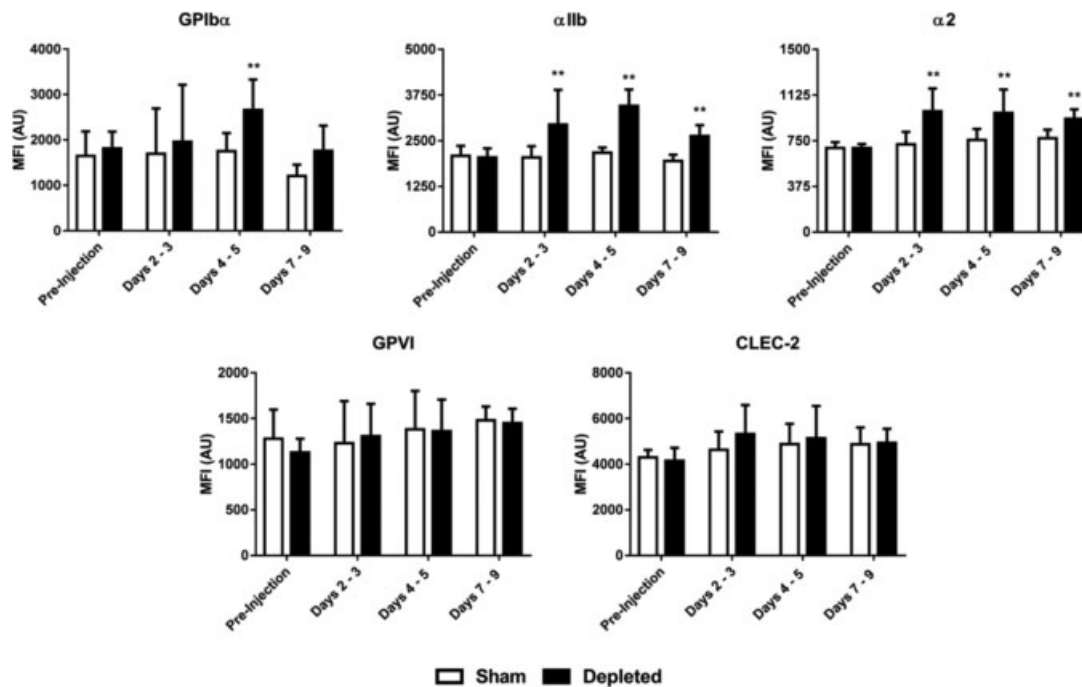 GPIbα
MFI (AU)
4000
3000
2000
1000
0
**
Pre-Injection
Days 2 - 3
Days 4 - 5
Days 7 - 9
αIIb
MFI (AU)
5000
3750
2500
1250
0
**
**
**
Pre-Injection
Days 2 - 3
Days 4 - 5
Days 7 - 9
α2
MFI (AU)
1500
1125
750
375
0
**
**
**
Pre-Injection
Days 2 - 3
Days 4 - 5
Days 7 - 9
GPVI
MFI (AU)
2000
1500
1000
500
0
Pre-Injection
Days 2 - 3
Days 4 - 5
Days 7 - 9
CLEC-2
MFI (AU)
8000
6000
4000
2000
0
Pre-Injection
Days 2 - 3
Days 4 - 5
Days 7 - 9
Sham Depleted